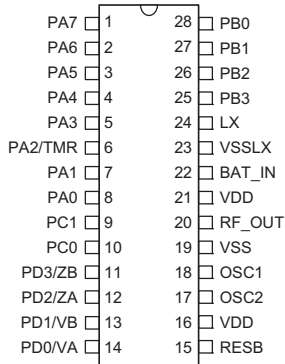 PA7 1 28 PB0
PA6 2 27 PB1
PA5 3 26 PB2
PA4 4 25 PB3
PA3 5 24 LX
PA2/TMR 6 23 VSSLX
PA1 7 22 BAT_IN
PA0 8 21 VDD
PC1 9 20 RF_OUT
PC0 10 19 VSS
PD3/ZB 11 18 OSC1
PD2/ZA 12 17 OSC2
PD1/VB 13 16 VDD
PD0/VA 14 15 RESB